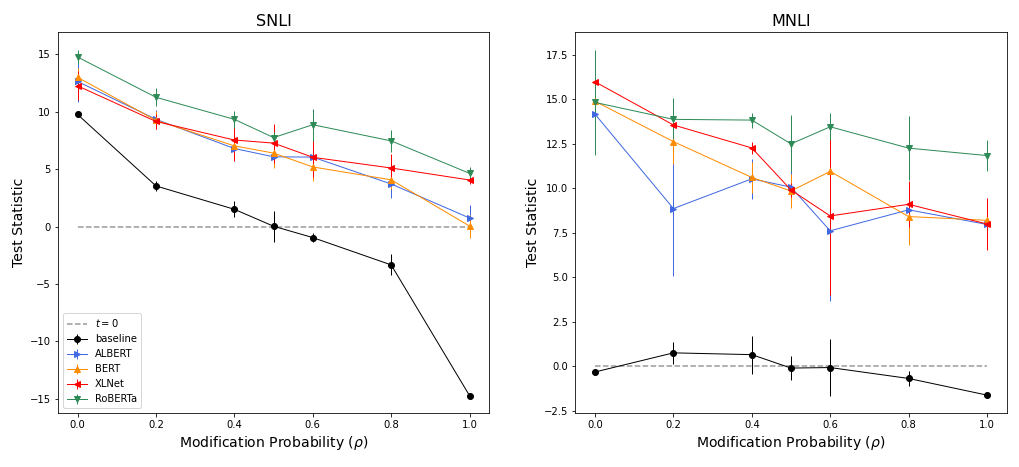 SNLI
Test Statistic
15
10
5
0
−5
−10
−15
0.0 0.2 0.4 0.6 0.8 1.0
Modification Probability (ρ)
t = 0
baseline
ALBERT
BERT
XLNet
RoBERTa
MNLI
Test Statistic
17.5
15.0
12.5
10.0
7.5
5.0
2.5
0.0
−2.5
0.0 0.2 0.4 0.6 0.8 1.0
Modification Probability (ρ)